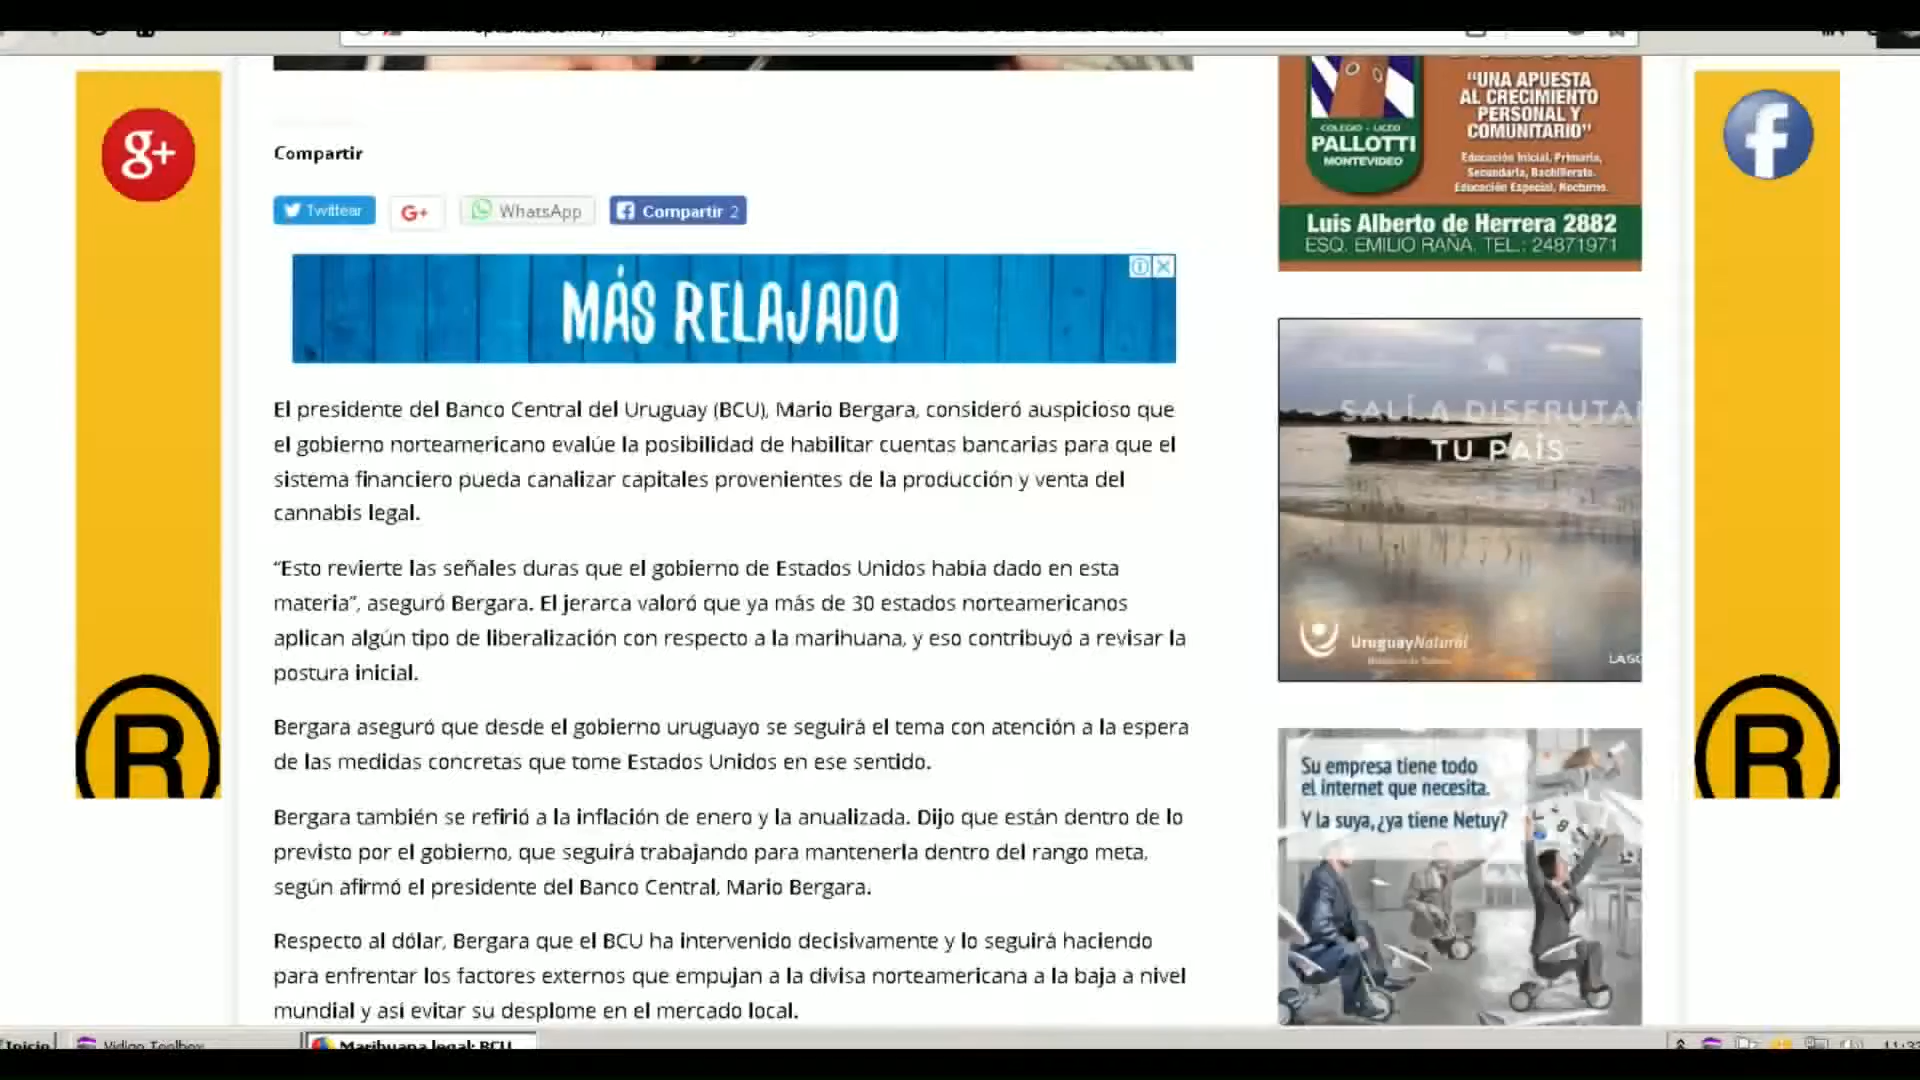 g+
Compartir
Twittear
G+
WhatsApp
Compartir 2
MÁS RELAJADO
El presidente del Banco Central del Uruguay (BCU), Mario Bergara, consideró auspicioso que
el gobierno norteamericano evalúe la posibilidad de habilitar cuentas bancarias para que el
sistema financiero pueda canalizar capitales provenientes de la producción y venta del
cannabis legal.
“Esto revierte las señales duras que el gobierno de Estados Unidos había dado en esta
materia”, aseguró Bergara. El jerarca valoró que ya más de 30 estados norteamericanos
aplican algún tipo de liberalización con respecto a la marihuana, y eso contribuyó a revisar la
postura inicial.
Bergara aseguró que desde el gobierno uruguayo se seguirá el tema con atención a la espera
de las medidas concretas que tome Estados Unidos en ese sentido.
Bergara también se refirió a la inflación de enero y la anualizada. Dijo que están dentro de lo
previsto por el gobierno, que seguirá trabajando para mantenerla dentro del rango meta,
según afirmó el presidente del Banco Central, Mario Bergara.
Respecto al dólar, Bergara que el BCU ha intervenido decisivamente y lo seguirá haciendo
para enfrentar los factores externos que empujan a la divisa norteamericana a la baja a nivel
mundial y así evitar su desplome en el mercado local.
R
COLEGIO - LICEO
PALLOTTI
MONTEVIDEO
“UNA APUESTA
AL CRECIMIENTO
PERSONAL Y
COMUNITARIO”
Educación Inicial, Primaria,
Secundaria, Bachillerato.
Educación Especial, Nocturno.
Luis Alberto de Herrera 2882
ESQ. EMILIO RAÑA. TEL.: 24871971
SALÍ A DISFRUTAR
TU PAÍS
UruguayNatural
Su empresa tiene todo
el internet que necesita.
Y la suya, ¿ya tiene Netuy?
f
R
Inicio
Vidiqo Toolbox
Marihuana legal: BCU